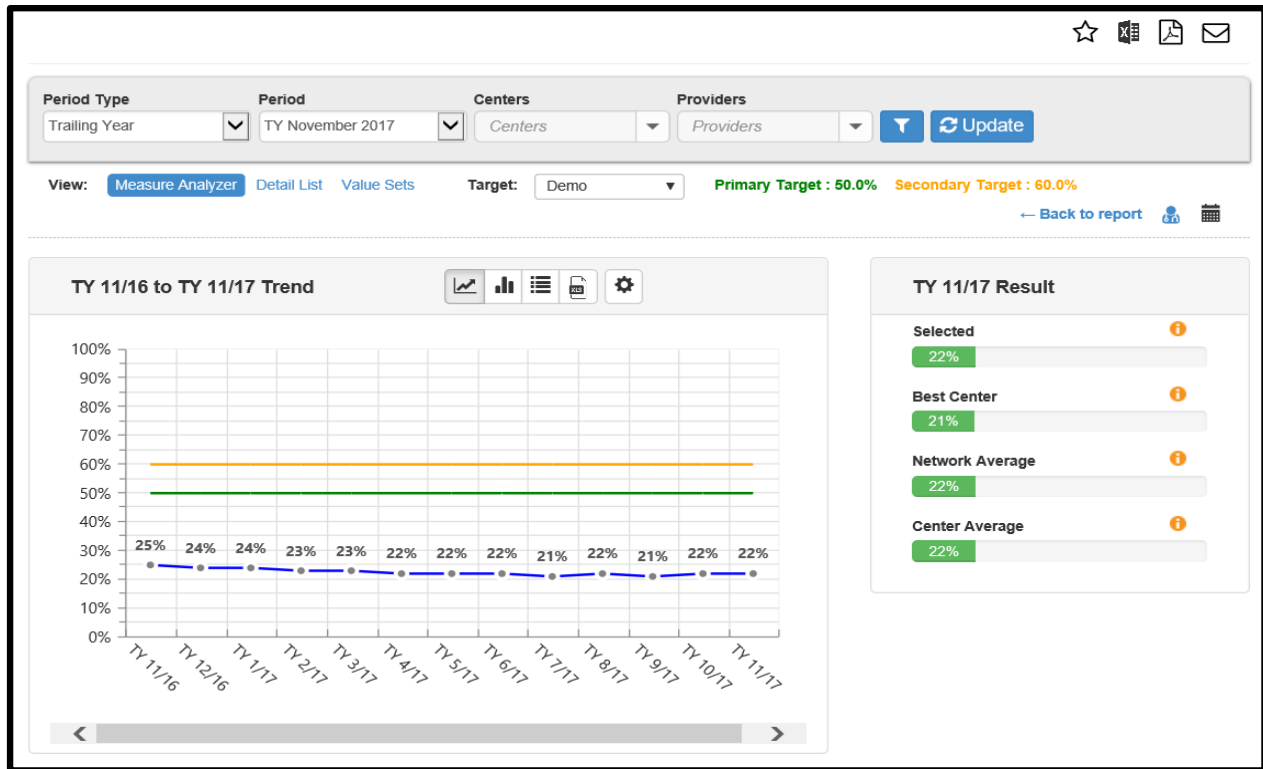 Period Type Period Centers Providers
Trailing Year TY November 2017 Centers Providers Update
View: Measure Analyzer Detail List Value Sets Target: Demo Primary Target : 50.0% Secondary Target : 60.0%
← Back to report
TY 11/16 to TY 11/17 Trend
XLS
100%
90%
80%
70%
60%
50%
40%
30%
20%
10%
0%
25% 24% 24% 23% 23% 22% 22% 22% 21% 22% 21% 22% 22%
TY 11/16 TY 12/16 TY 1/17 TY 2/17 TY 3/17 TY 4/17 TY 5/17 TY 6/17 TY 7/17 TY 8/17 TY 9/17 TY 10/17 TY 11/17
TY 11/17 Result
Selected
22%
Best Center
21%
Network Average
22%
Center Average
22%